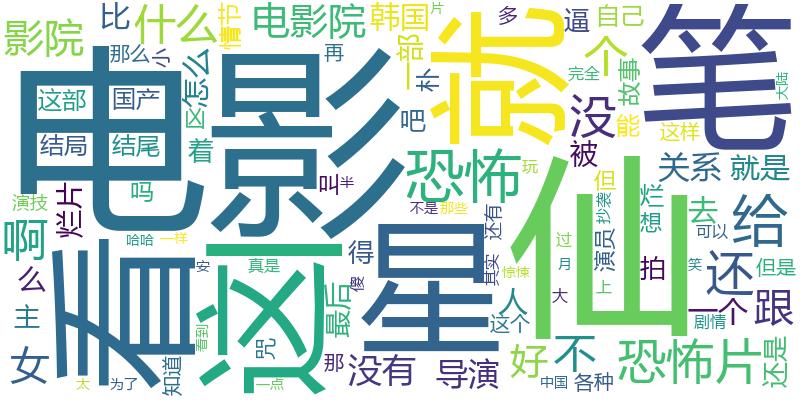 影院
比
什么
情节
电影院
韩国
片
多
逼
自己
那么
小
怎么
再
一部
朴
个
完全
故事
大陆
电影
就
笔
这部
国产
区
结局
结尾
着
吧
没
能
这样
被
吗
叫
半
恐怖
玩
关系
就是
演技
烂片
不是
那些
还有
但
抄袭
烂
想
去
给
哈哈
一样
啊
看
这
星
仙
得
其实
过
演员
可以
么
安
真是
傻
惊悚
月
拍
还
但是
人
大
上
笑
主
看到
咒
最后
这个
一个
跟
剧情
女
知道
那
没有
导演
好
不
恐怖片
还是
太
为了
一点
中国
各种